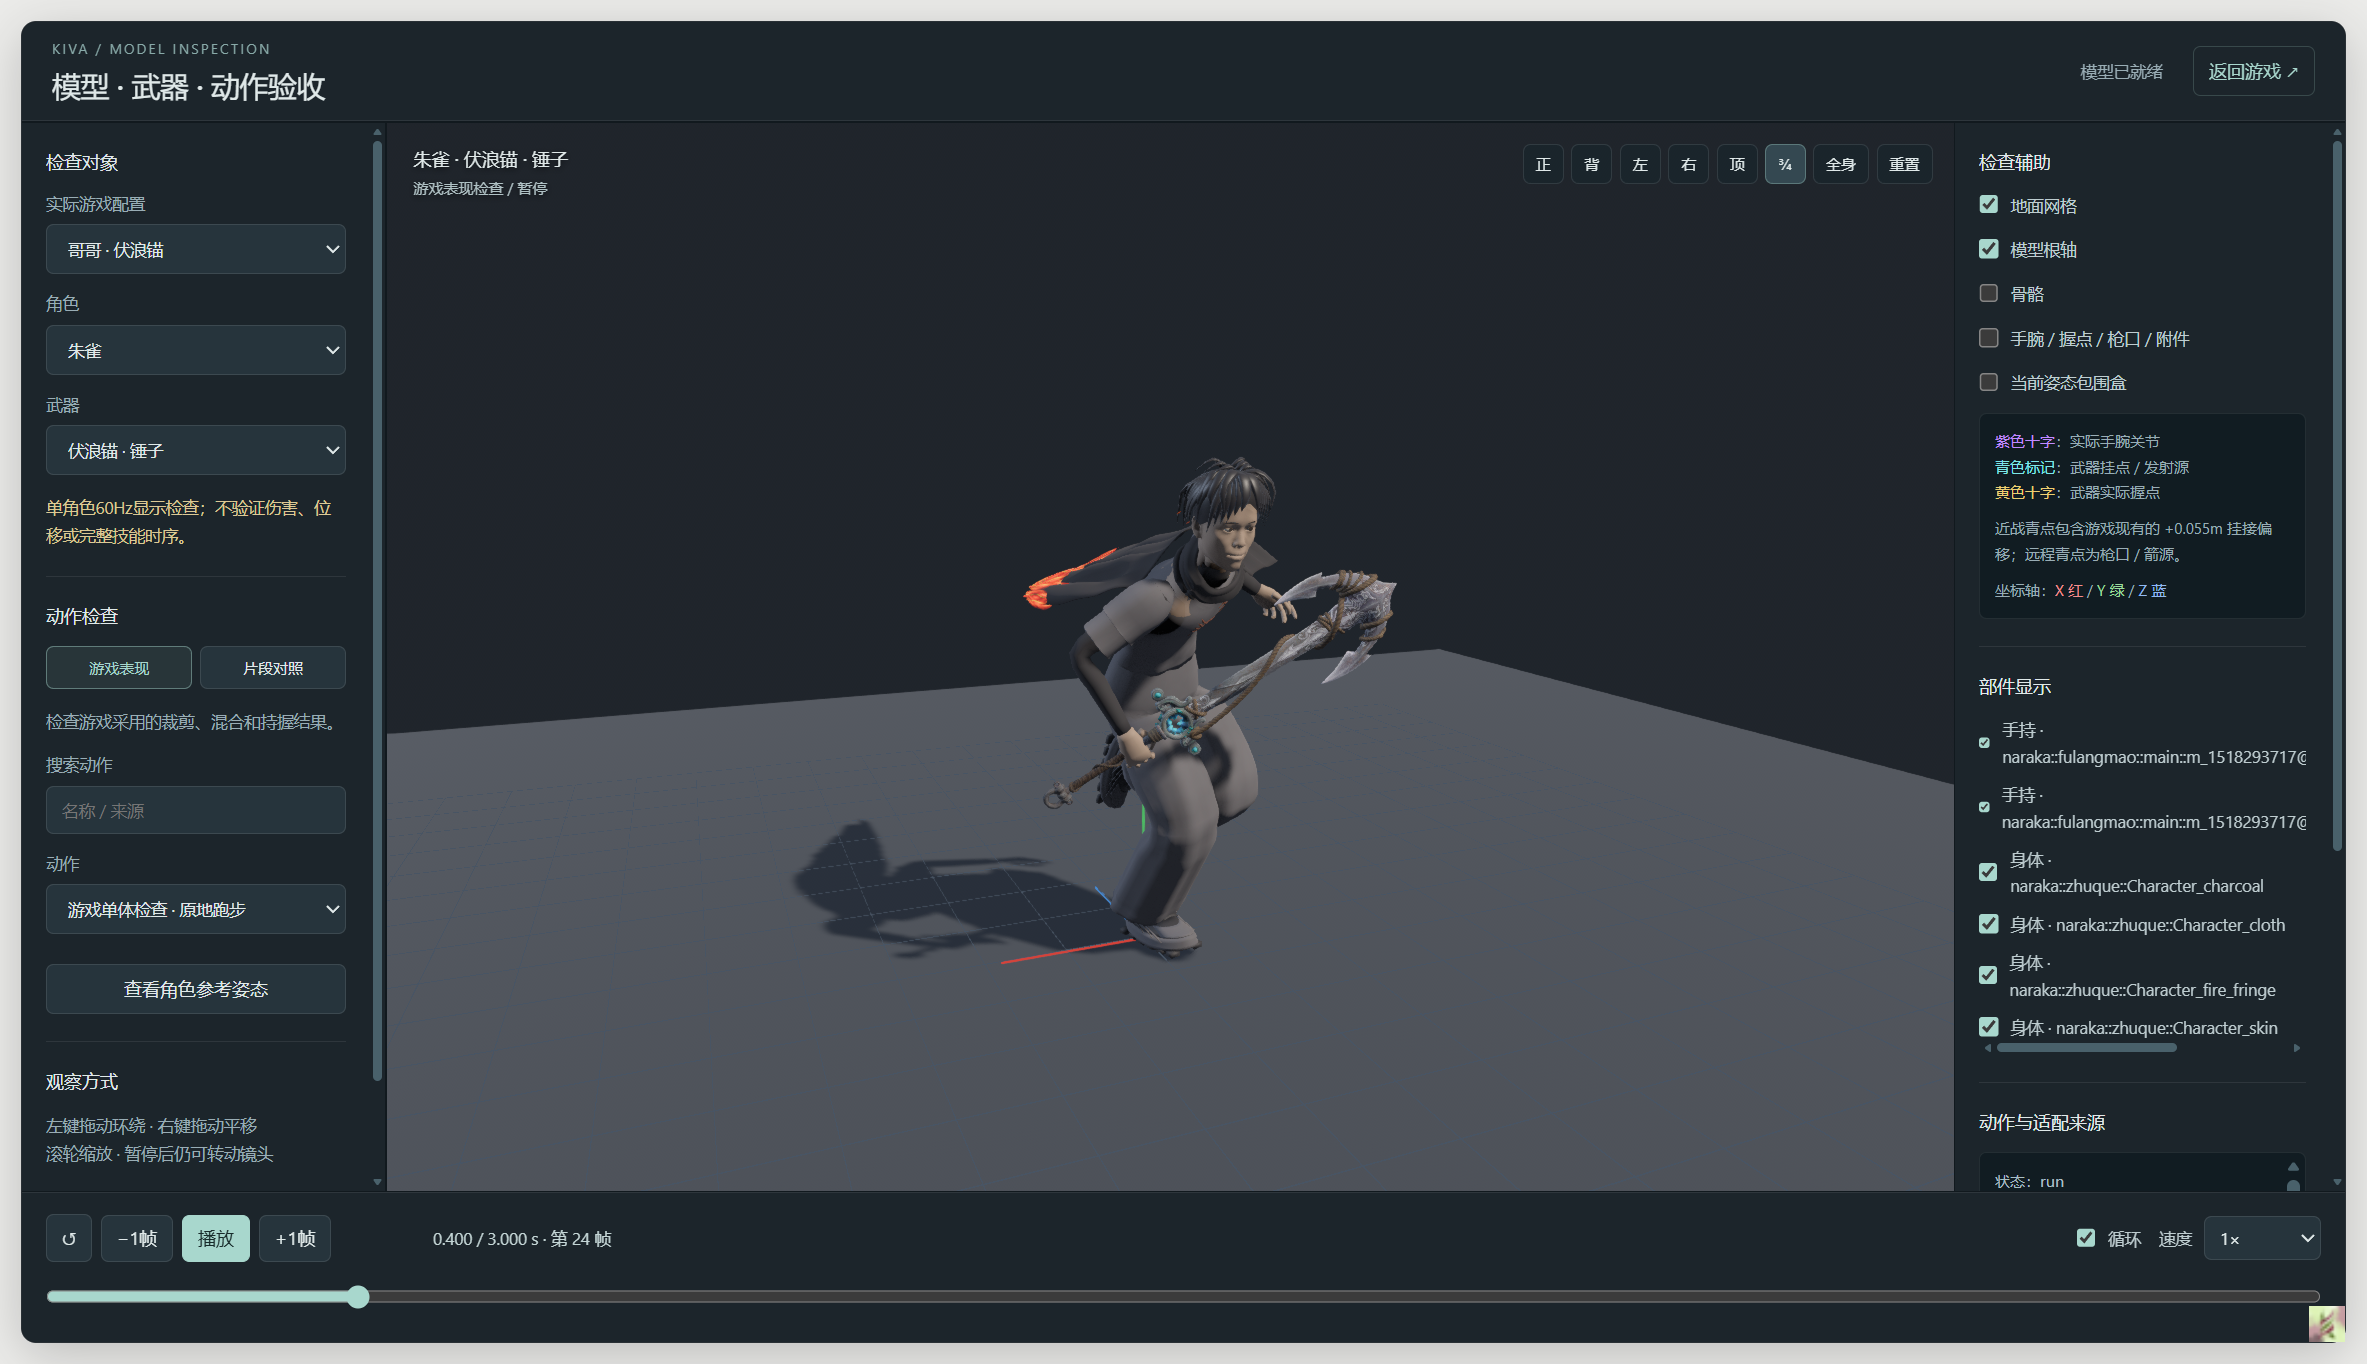 KIVA / MODEL INSPECTION
模型 · 武器 · 动作验收
模型已就绪
返回游戏 ↗
检查对象
实际游戏配置
哥哥 · 伏浪锚
角色
朱雀
武器
伏浪锚 · 锤子
单角色60Hz显示检查；不验证伤害、位
移或完整技能时序。
动作检查
游戏表现
片段对照
检查游戏采用的裁剪、混合和持握结果。
搜索动作
名称 / 来源
动作
游戏单体检查 · 原地跑步
查看角色参考姿态
观察方式
左键拖动环绕 · 右键拖动平移
滚轮缩放 · 暂停后仍可转动镜头
朱雀 · 伏浪锚 · 锤子
游戏表现检查 / 暂停
正
背
左
右
顶
¾
全身
重置
检查辅助
地面网格
模型根轴
骨骼
手腕 / 握点 / 枪口 / 附件
当前姿态包围盒
紫色十字：实际手腕关节
青色标记：武器挂点 / 发射源
黄色十字：武器实际握点
近战青点包含游戏现有的 +0.055m 挂接偏
移；远程青点为枪口 / 箭源。
坐标轴：X 红 / Y 绿 / Z 蓝
部件显示
手持 ·
naraka::fulangmao::main::m_1518293717@
手持 ·
naraka::fulangmao::main::m_1518293717@
身体 ·
naraka::zhuque::Character_charcoal
身体 · naraka::zhuque::Character_cloth
身体 ·
naraka::zhuque::Character_fire_fringe
身体 · naraka::zhuque::Character_skin
动作与适配来源
状态：run
↺
−1帧
播放
+1帧
0.400 / 3.000 s · 第 24 帧
循环
速度
1×